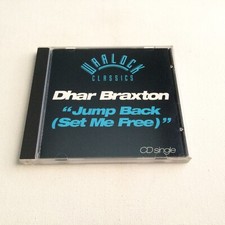 WARLOCK
CLASSICS
Dhar Braxton
"Jump Back
(Set Me Free)"
CD single